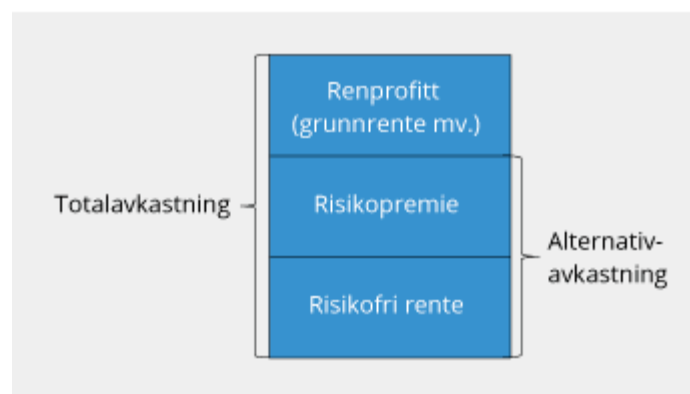 Renprofitt
(grunnrente mv.)
Totalavkastning
Risikopremie
Alternativ-
avkastning
Risikofri rente